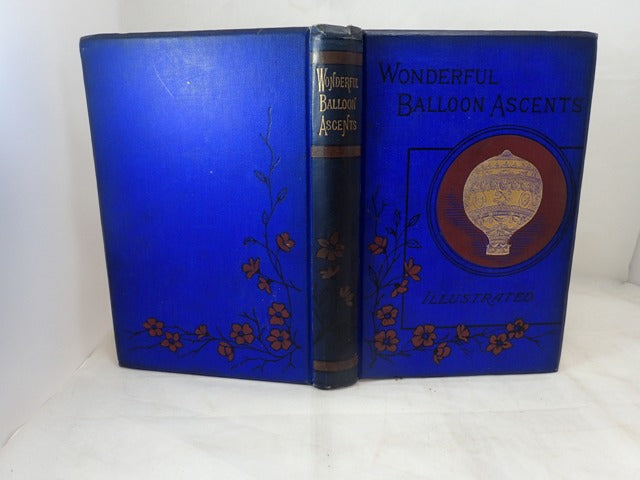 WONDERFUL
BALLOON
ASCENTS
WONDERFUL
BALLOON ASCENTS
ILLUSTRATED